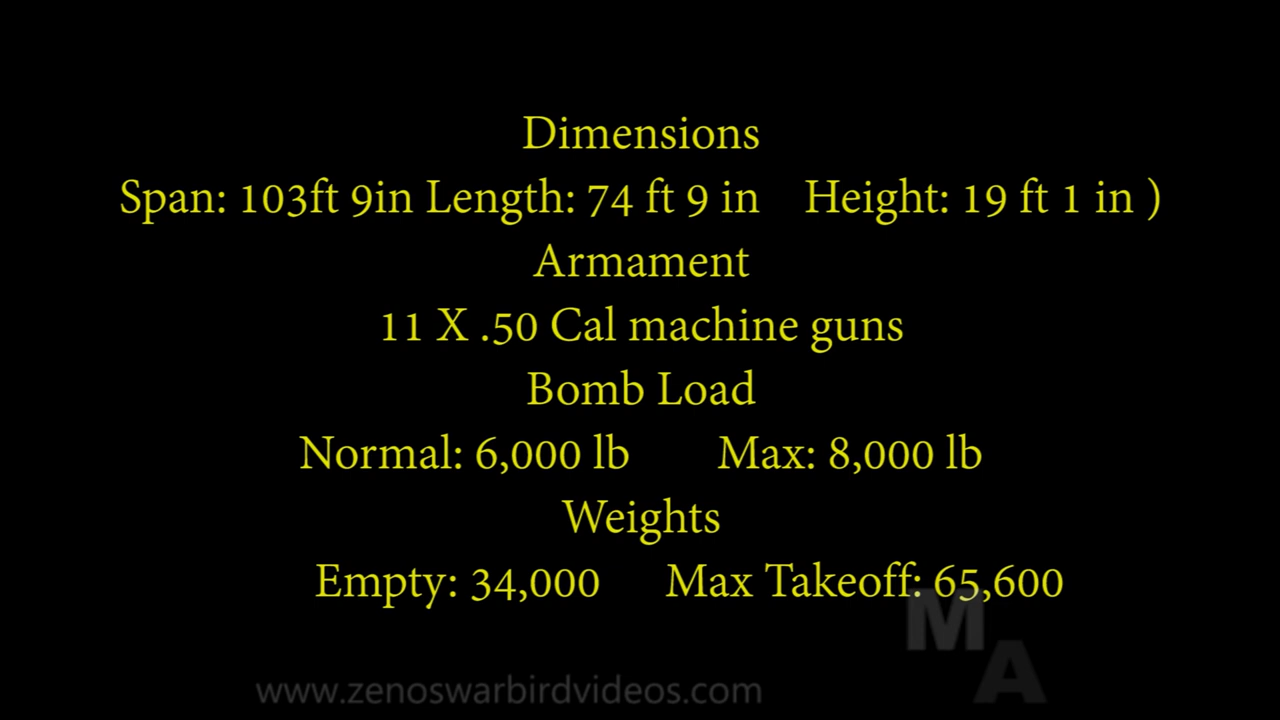 Dimensions
Span: 103ft 9in Length: 74 ft 9 in Height: 19 ft 1 in )
Armament
11 X .50 Cal machine guns
Bomb Load
Normal: 6,000 lb Max: 8,000 lb
Weights
Empty: 34,000 Max Takeoff: 65,600
M
A
www.zenoswarbirdvideos.com